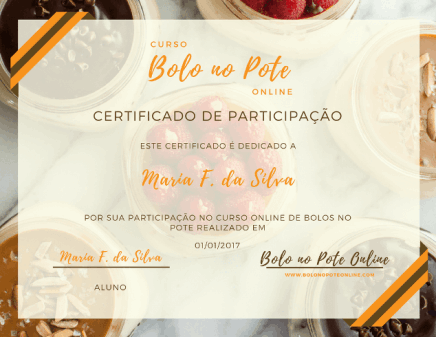 CURSO
Bolo no Pote
ONLINE
CERTIFICADO DE PARTICIPAÇÃO
ESTE CERTIFICADO É DEDICADO A
Maria F. da Silva
POR SUA PARTICIPAÇÃO NO CURSO ONLINE DE BOLOS NO
POTE REALIZADO EM
01/01/2017
Maria F. da Silva
Bolo no Pote Online
WWW.BOLONOPOTEONLINE.COM
ALUNO